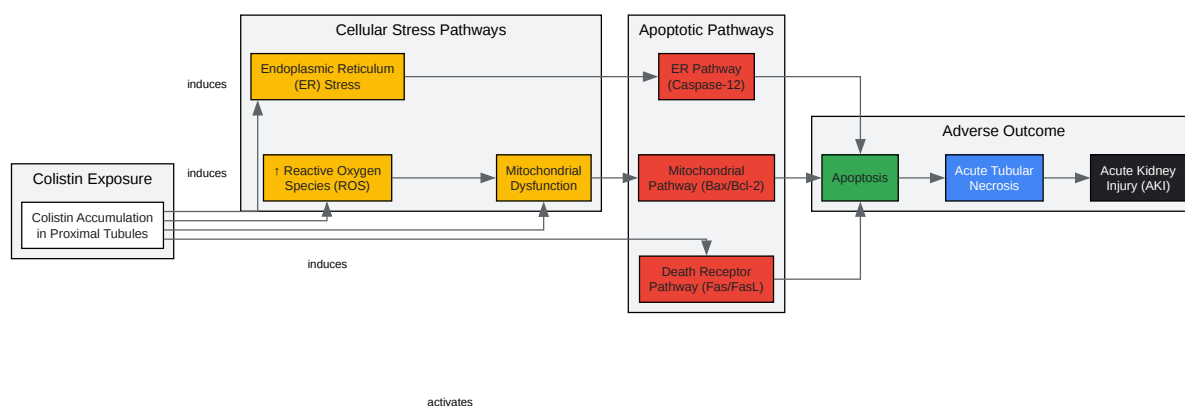 Cellular Stress Pathways
Apoptotic Pathways
Endoplasmic Reticulum
(ER) Stress
ER Pathway
(Caspase-12)
induces
Adverse Outcome
Colistin Exposure
induces
↑ Reactive Oxygen
Species (ROS)
Mitochondrial
Dysfunction
Mitochondrial
Pathway (Bax/Bcl-2)
Apoptosis
Acute Tubular
Necrosis
Acute Kidney
Injury (AKI)
Colistin Accumulation
in Proximal Tubules
induces
Death Receptor
Pathway (Fas/FasL)
activates